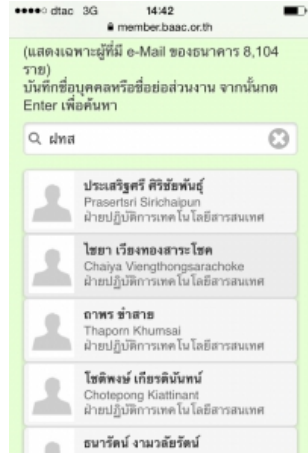 dtac 3G 14:42
member.baac.or.th
(แสดงเฉพาะผู้ที่มี e-Mail ของธนาคาร 8,104
ราย)
บันทึกชื่อบุคคลหรือชื่อย่อส่วนงาน จากนั้นกด
Enter เพื่อค้นหา
ฝทส
ประเสริฐศรี ศิริชัยพันธุ์
Prasertsri Sirichaipun
ฝ่ายปฏิบัติการเทคโนโลยีสารสนเทศ
ไชยา เวียงทองสาระโชค
Chaiya Viengthongsarachoke
ฝ่ายปฏิบัติการเทคโนโลยีสารสนเทศ
ถาพร ขำสาย
Thaporn Khumsai
ฝ่ายปฏิบัติการเทคโนโลยีสารสนเทศ
โชติพงษ์ เกียรตินันทน์
Chotepong Kiattinant
ฝ่ายปฏิบัติการเทคโนโลยีสารสนเทศ
ธนารัตน์ งามวลัยรัตน์